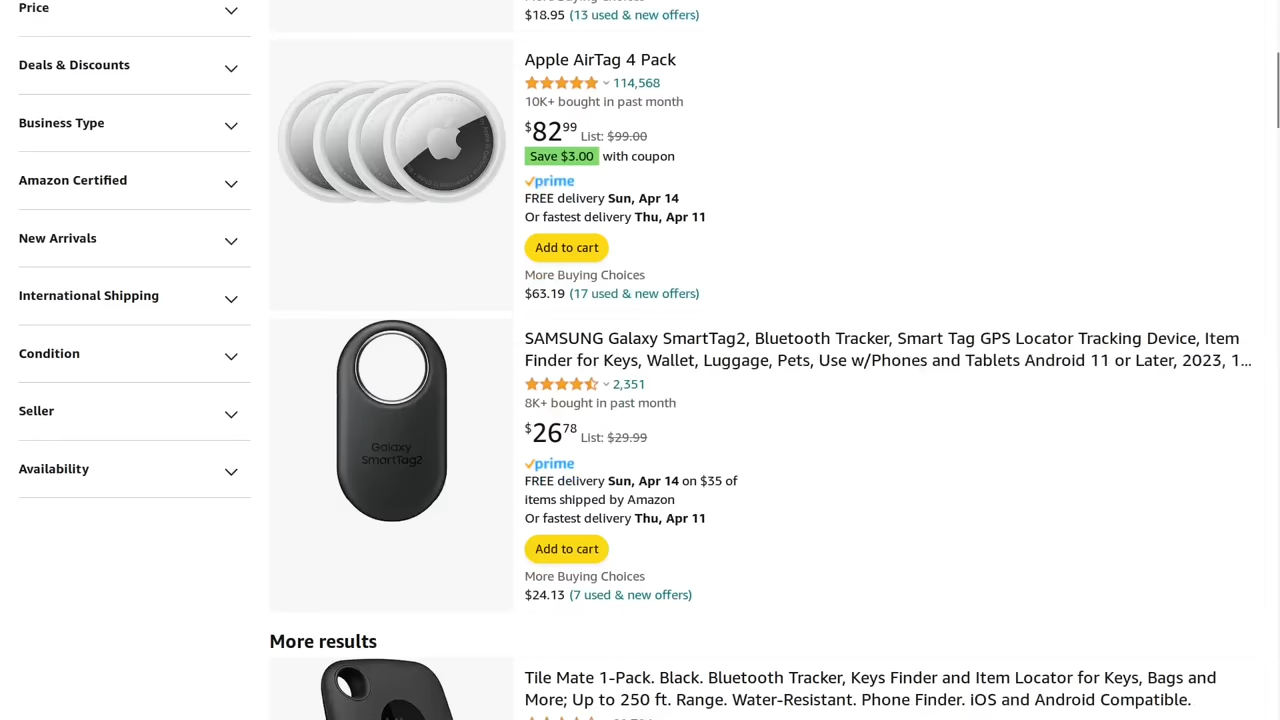 Price
Deals & Discounts
Business Type
Amazon Certified
New Arrivals
International Shipping
Condition
Seller
Availability
$18.95 (13 used & new offers)
Apple AirTag 4 Pack
114,568
10K+ bought in past month
$82.99 List: $99.00
Save $3.00 with coupon
prime
FREE delivery Sun, Apr 14
Or fastest delivery Thu, Apr 11
Add to cart
More Buying Choices
$63.19 (17 used & new offers)
Galaxy
SmartTag2
SAMSUNG Galaxy SmartTag2, Bluetooth Tracker, Smart Tag GPS Locator Tracking Device, Item
Finder for Keys, Wallet, Luggage, Pets, Use w/Phones and Tablets Android 11 or Later, 2023, 1...
2,351
8K+ bought in past month
$26.78 List: $29.99
prime
FREE delivery Sun, Apr 14 on $35 of
items shipped by Amazon
Or fastest delivery Thu, Apr 11
Add to cart
More Buying Choices
$24.13 (7 used & new offers)
More results
Tile Mate 1-Pack. Black. Bluetooth Tracker, Keys Finder and Item Locator for Keys, Bags and
More; Up to 250 ft. Range. Water-Resistant. Phone Finder. iOS and Android Compatible.